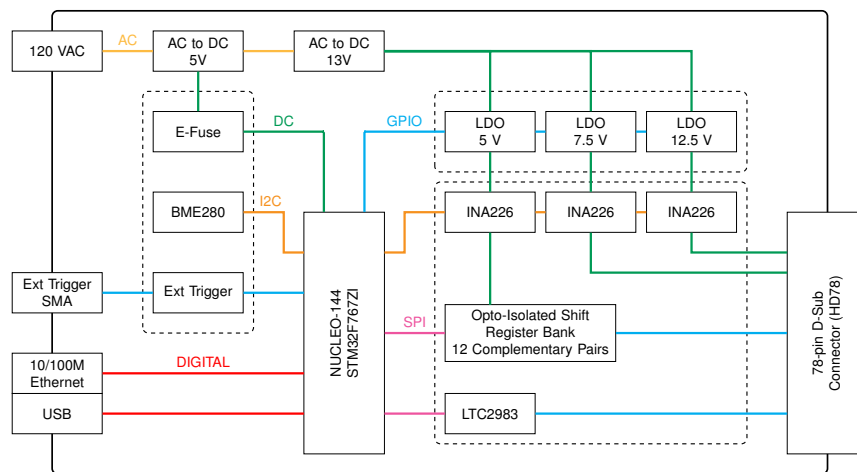 120 VAC
AC
AC to DC
5V
AC to DC
13V
E-Fuse
DC
GPIO
LDO
5 V
LDO
7.5 V
LDO
12.5 V
BME280
I2C
INA226
INA226
INA226
Ext Trigger
SMA
Ext Trigger
NUCLEO-144
STM32F767ZI
SPI
Opto-Isolated Shift
Register Bank
12 Complementary Pairs
78-pin D-Sub
Connector (HD78)
10/100M
Ethernet
DIGITAL
USB
LTC2983